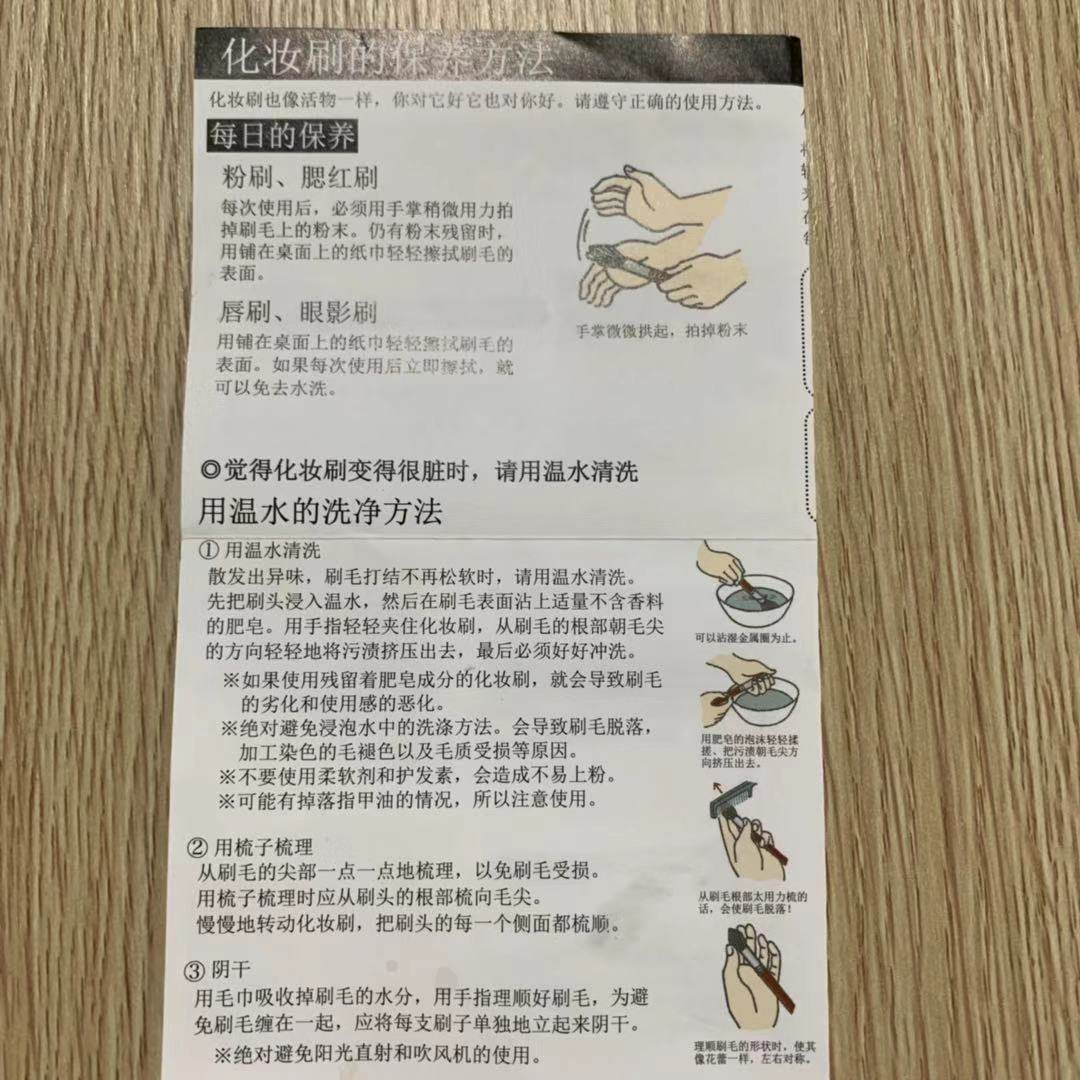 化妆刷的保养方法
化妆刷也像活物一样，你对它好它也对你好。请遵守正确的使用方法。
每日的保养
粉刷、腮红刷
每次使用后，必须用手掌稍微用力拍
掉刷毛上的粉末。仍有粉末残留时，
用铺在桌面上的纸巾轻轻擦拭刷毛的
表面。
手掌微微拱起，拍掉粉末
唇刷、眼影刷
用铺在桌面上的纸巾轻轻擦拭刷毛的
表面。如果每次使用后立即擦拭，就
可以免去水洗。
◎觉得化妆刷变得很脏时，请用温水清洗
用温水的洗净方法
① 用温水清洗
散发出异味，刷毛打结不再松软时，请用温水清洗。
先把刷头浸入温水，然后在刷毛表面沾上适量不含香料
的肥皂。用手指轻轻夹住化妆刷，从刷毛的根部朝毛尖
的方向轻轻地将污渍挤压出去，最后必须好好冲洗。
※如果使用残留着肥皂成分的化妆刷，就会导致刷毛
的劣化和使用感的恶化。
※绝对避免浸泡水中的洗涤方法。会导致刷毛脱落，
加工染色的毛褪色以及毛质受损等原因。
※不要使用柔软剂和护发素，会造成不易上粉。
※可能有掉落指甲油的情况，所以注意使用。
可以沾湿金属圈为止。
用肥皂的泡沫轻轻揉
搓、把污渍朝毛尖方
向挤压出去。
② 用梳子梳理
从刷毛的尖部一点一点地梳理，以免刷毛受损。
用梳子梳理时应从刷头的根部梳向毛尖。
慢慢地转动化妆刷，把刷头的每一个侧面都梳顺。
从刷毛根部太用力梳的
话，会使刷毛脱落！
③ 阴干
用毛巾吸收掉刷毛的水分，用手指理顺好刷毛，为避
免刷毛缠在一起，应将每支刷子单独地立起来阴干。
※绝对避免阳光直射和吹风机的使用。
理顺刷毛的形状时，使其
像花蕾一样，左右对称。